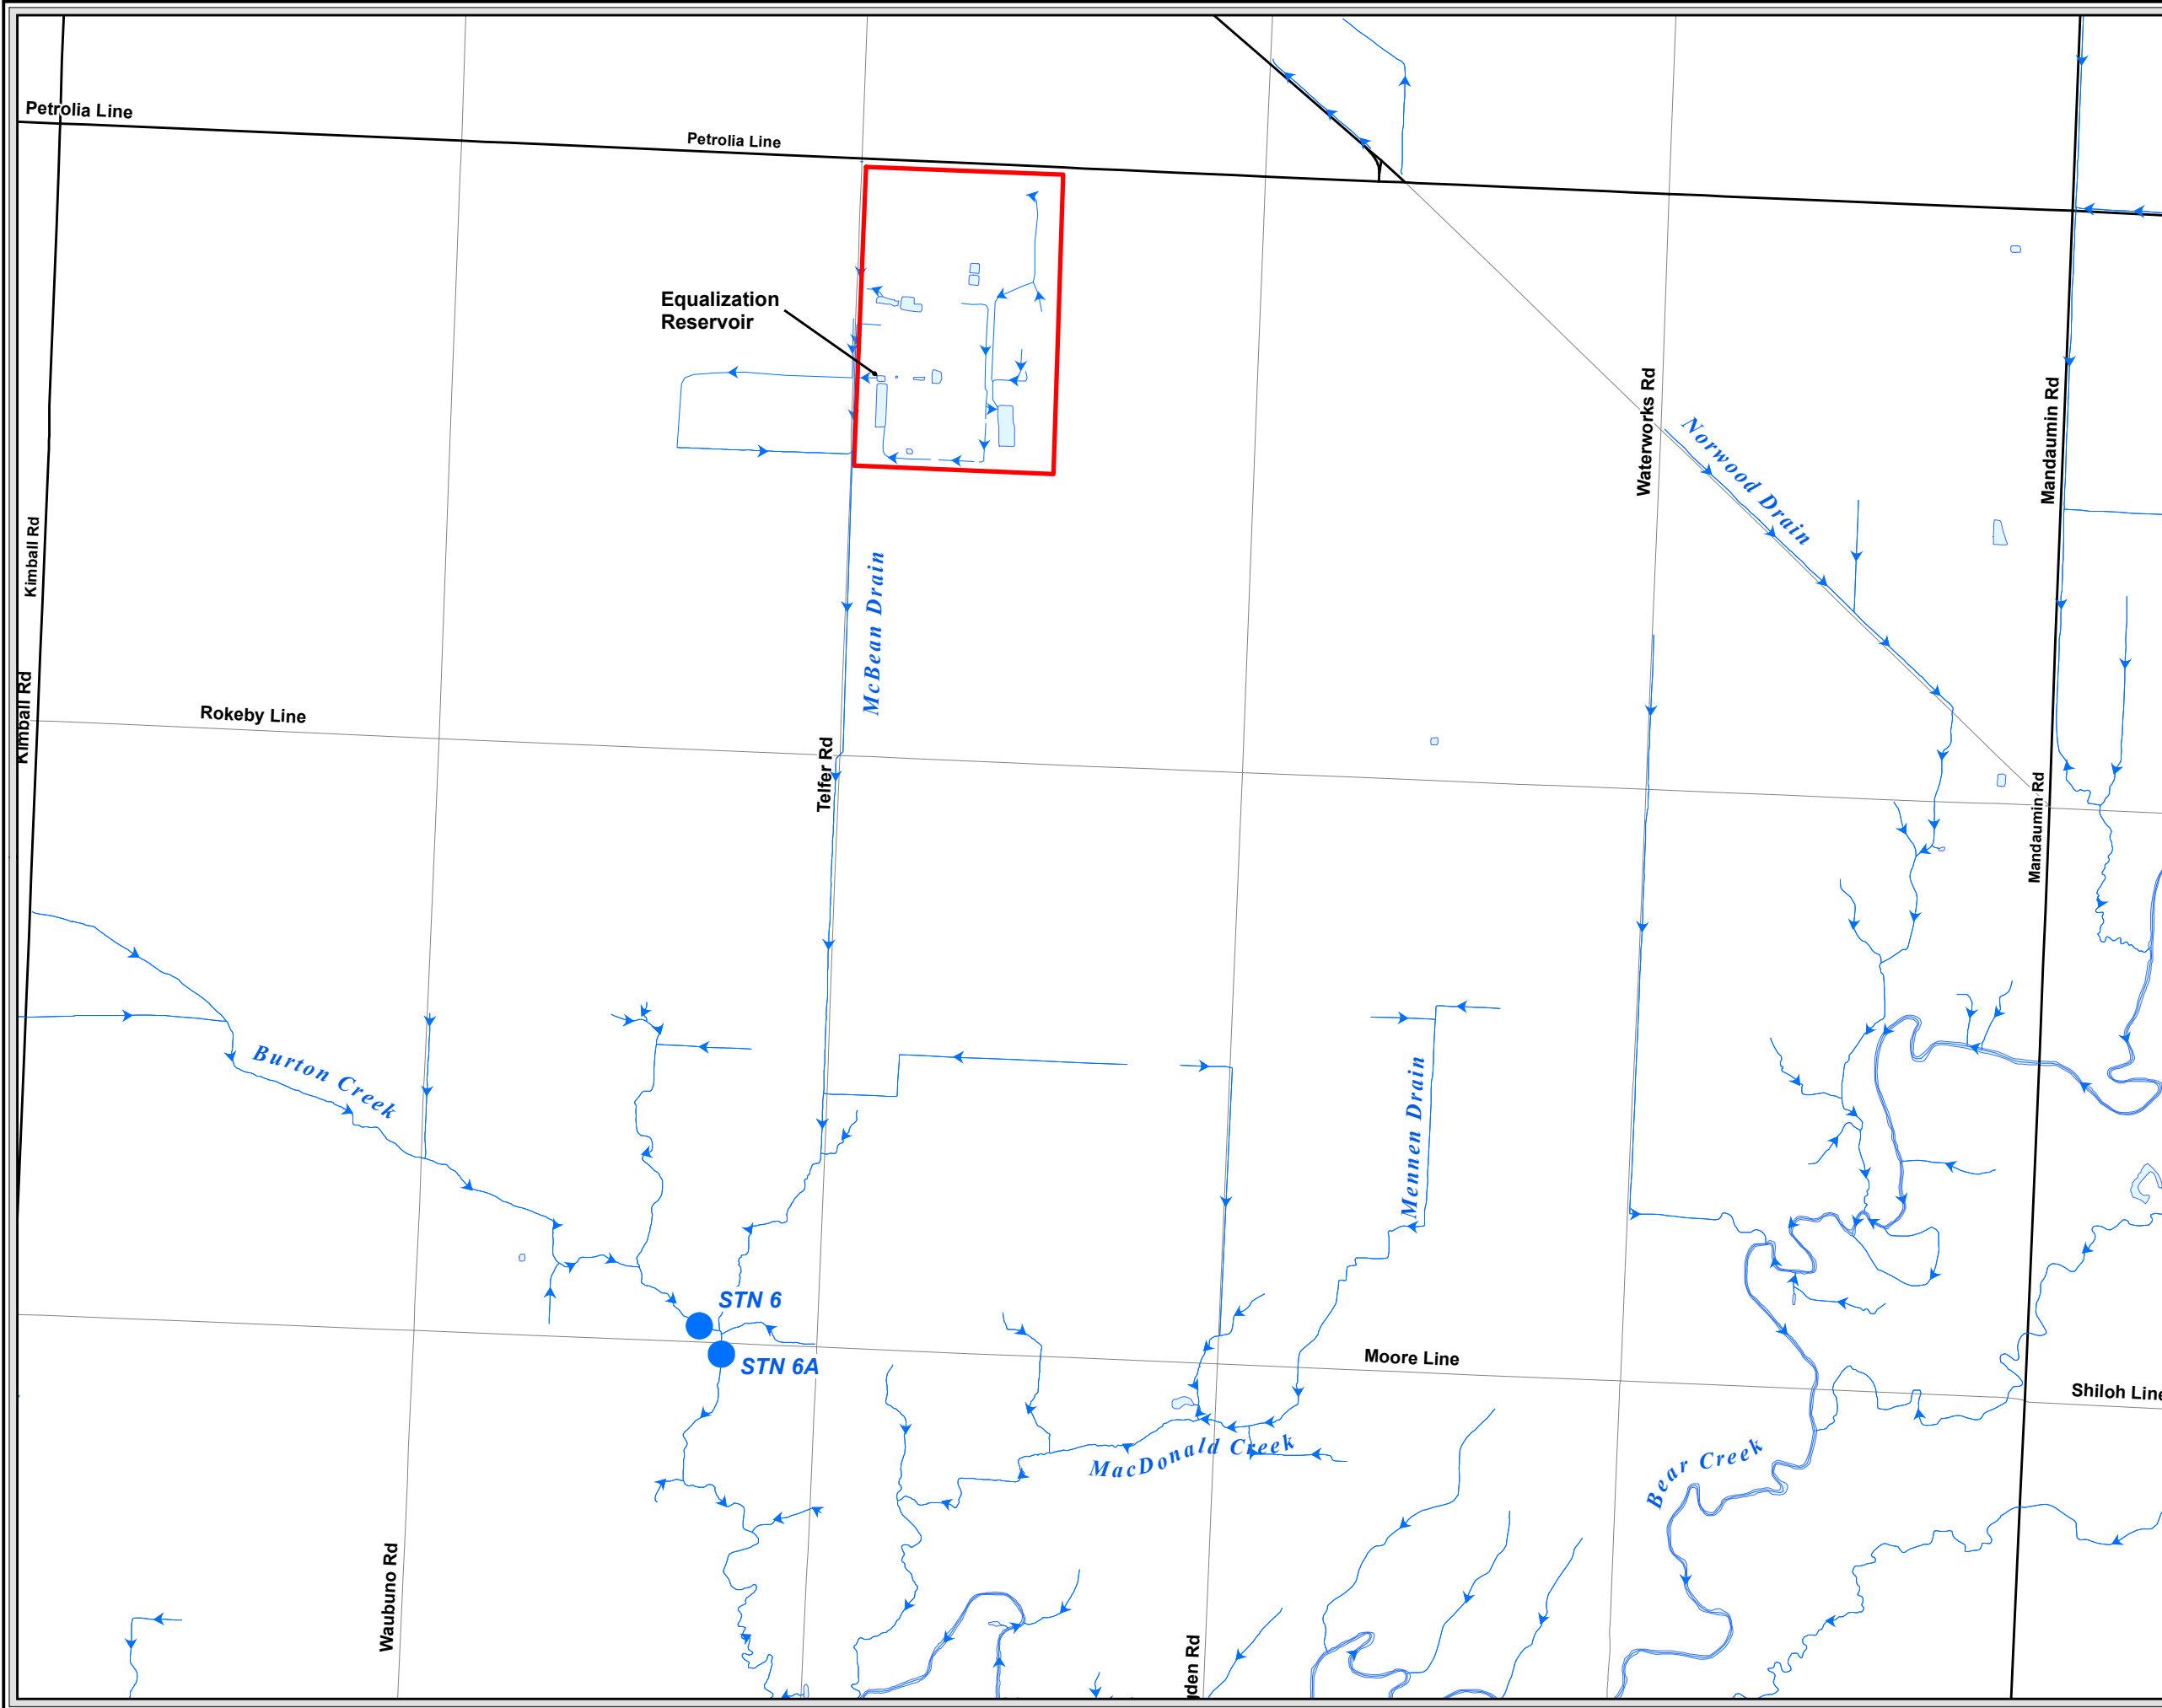 Petrolia Line
Petrolia Line
Equalization
Reservoir
Waterworks Rd
Mandaumin Rd
Norwood Drain
Kimball Rd
McBean Drain
Kimball Rd
Rokeby Line
Telfer Rd
Mandaumin Rd
Burton Creek
Mennen Drain
STN 6
STN 6A
Moore Line
Shiloh Line
MacDonald Creek
Bear Creek
Waubuno Rd
gden Rd